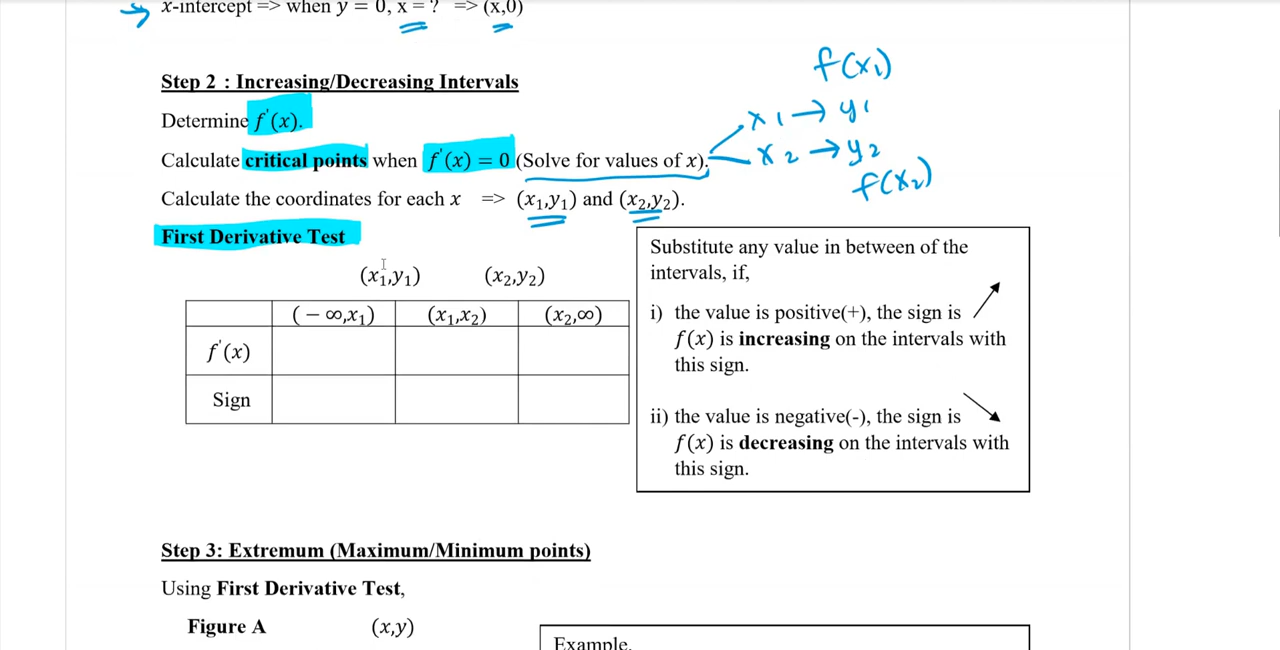 x-intercept => when y = 0, x = ? => (x,0)
Step 2 : Increasing/Decreasing Intervals
f(x1)
Determine f'(x).
x1 → y1
Calculate critical points when f'(x) = 0 (Solve for values of x).
x2 → y2
f(x2)
Calculate the coordinates for each x => (x1,y1) and (x2,y2).
First Derivative Test
(x1,y1) (x2,y2)
(− ∞,x1) (x1,x2) (x2,∞)
f'(x)
Sign
Substitute any value in between of the
intervals, if,
i) the value is positive(+), the sign is
f(x) is increasing on the intervals with
this sign.
ii) the value is negative(-), the sign is
f(x) is decreasing on the intervals with
this sign.
Step 3: Extremum (Maximum/Minimum points)
Using First Derivative Test,
Figure A (x,y)
Example.